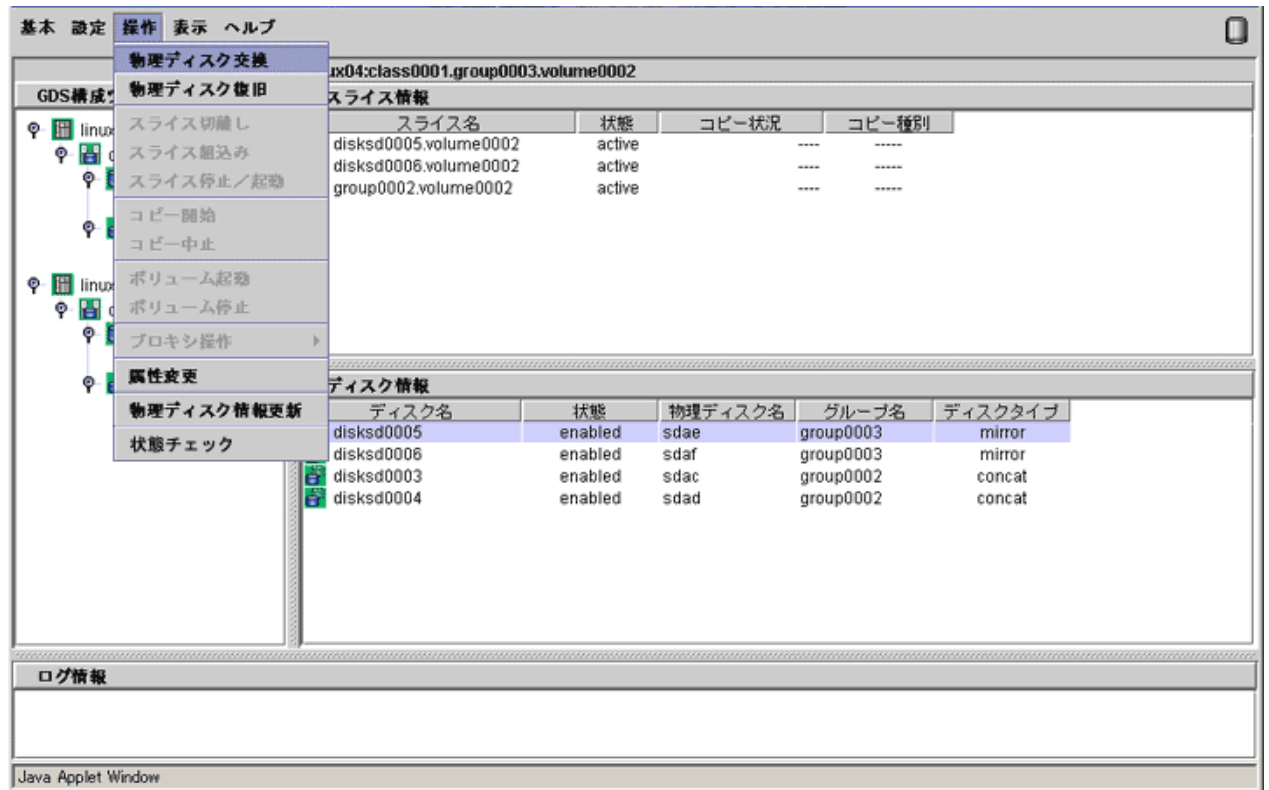 基本 設定 操作 表示 ヘルプ
物理ディスク交換
物理ディスク復旧
スライス切離し
スライス組込み
スライス停止／起動
コピー開始
コピー中止
ボリューム起動
ボリューム停止
プロキシ操作
属性変更
物理ディスク情報更新
状態チェック
ux04:class0001.group0003.volume0002
GDS構成
linux
linux
スライス情報
スライス名 状態 コピー状況 コピー種別
disksd0005.volume0002 active ---- -----
disksd0006.volume0002 active ---- -----
group0002.volume0002 active ---- -----
ディスク情報
ディスク名 状態 物理ディスク名 グループ名 ディスクタイプ
disksd0005 enabled sdae group0003 mirror
disksd0006 enabled sdaf group0003 mirror
disksd0003 enabled sdac group0002 concat
disksd0004 enabled sdad group0002 concat
ログ情報
Java Applet Window